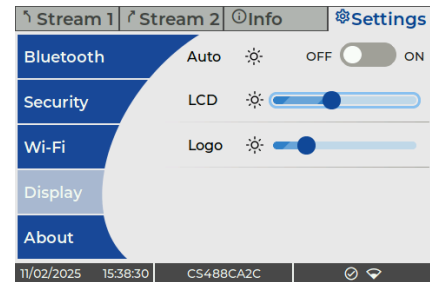 Stream 1 Stream 2 Info Settings
Bluetooth Auto OFF ON
Security LCD
Wi-Fi Logo
Display
About
11/02/2025 15:38:30 CS488CA2C